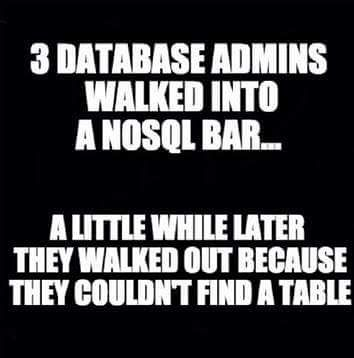 3 DATABASE ADMINS
WALKED INTO
A NOSQL BAR...
A LITTLE WHILE LATER
THEY WALKED OUT BECAUSE
THEY COULDN'T FIND A TABLE